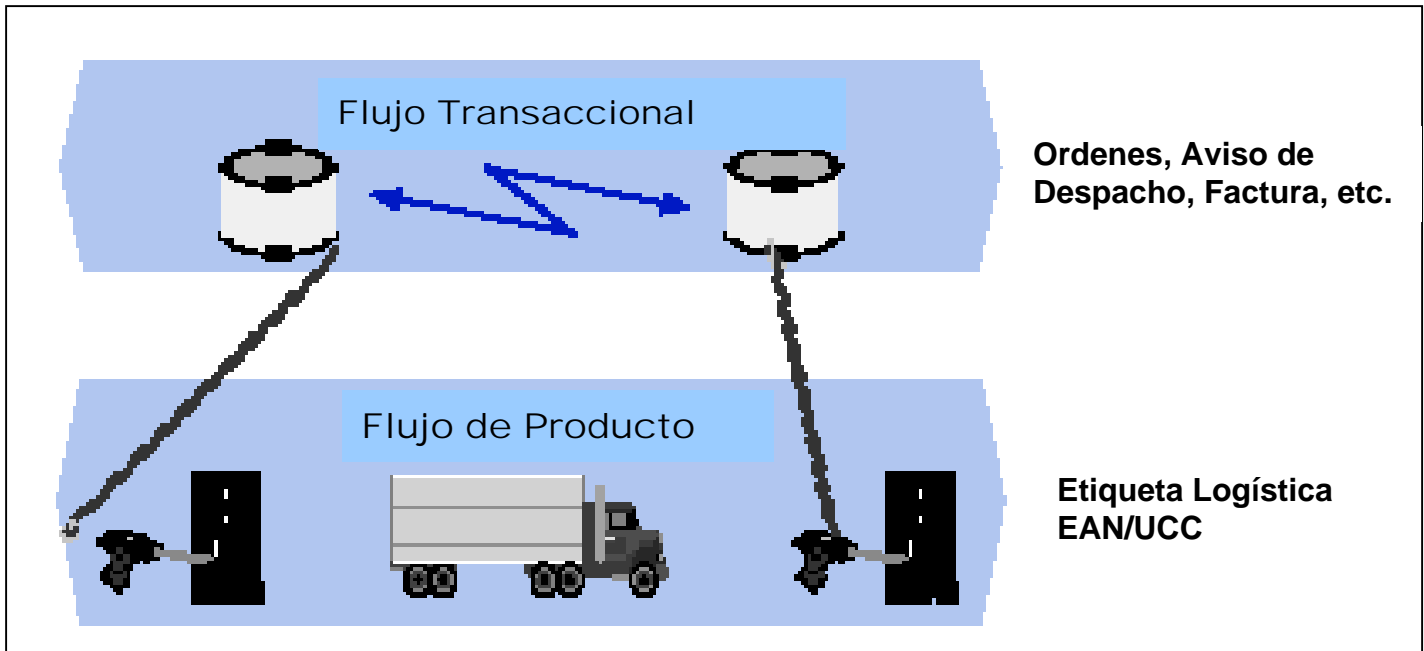 Flujo Transaccional
Ordenes, Aviso de
Despacho, Factura, etc.
Flujo de Producto
Etiqueta Logística
EAN/UCC